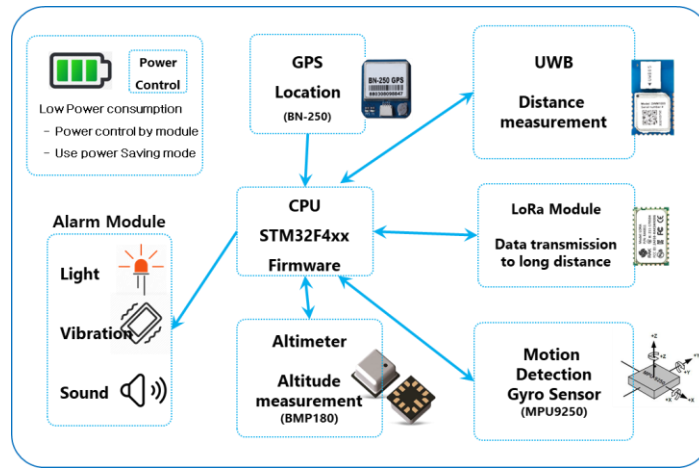 Power
Control
Low Power consumption
– Power control by module
– Use power Saving mode
GPS
Location
(BN-250)
BN-250 GPS
UWB
Distance
measurement
CPU
STM32F4xx
Firmware
LoRa Module
Data transmission
to long distance
Alarm Module
Light
Vibration
Sound
Altimeter
Altitude
measurement
(BMP180)
Motion
Detection
Gyro Sensor
(MPU9250)
MPU9250
+Z
+Z
+Y
+Y
+X
+X